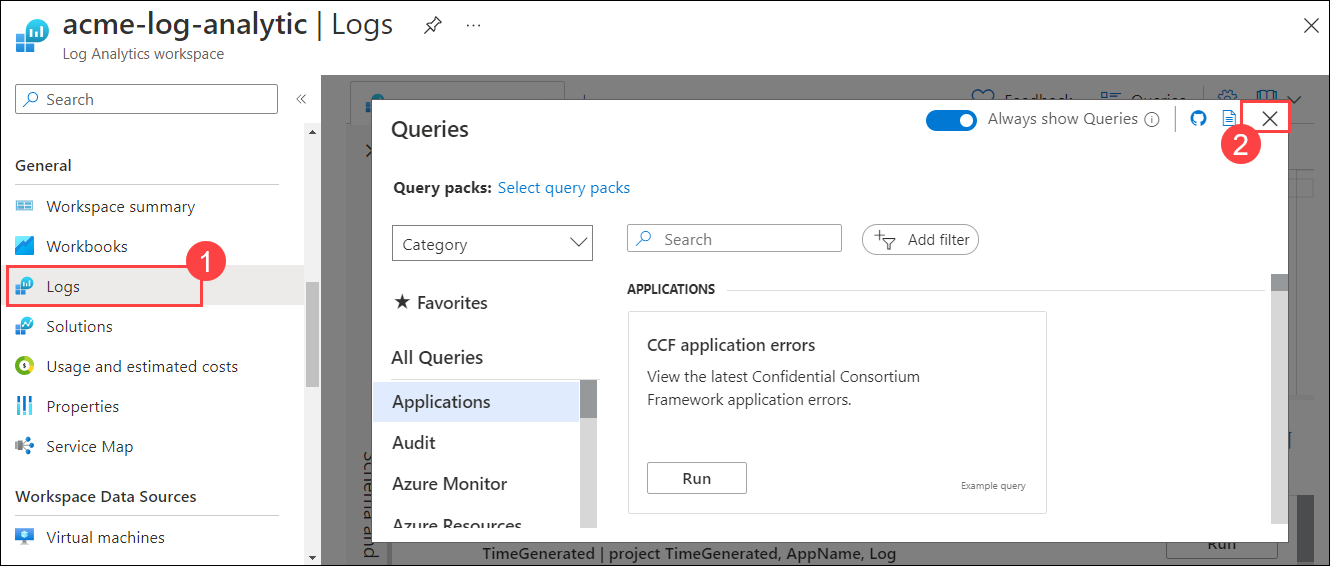 acme-log-analytic | Logs
...
Log Analytics workspace
Search
«
General
Workspace summary
Workbooks
1
Logs
Solutions
Usage and estimated costs
Properties
Service Map
Workspace Data Sources
Virtual machines
Feedback
Queries
Queries
Always show Queries
2
Query packs: Select query packs
Category
Search
Add filter
★ Favorites
All Queries
Applications
Audit
Azure Monitor
Azure Resources
APPLICATIONS
CCF application errors
View the latest Confidential Consortium
Framework application errors.
Run
Example query
Schema and
TimeGenerated | project TimeGenerated, AppName, Log
Run